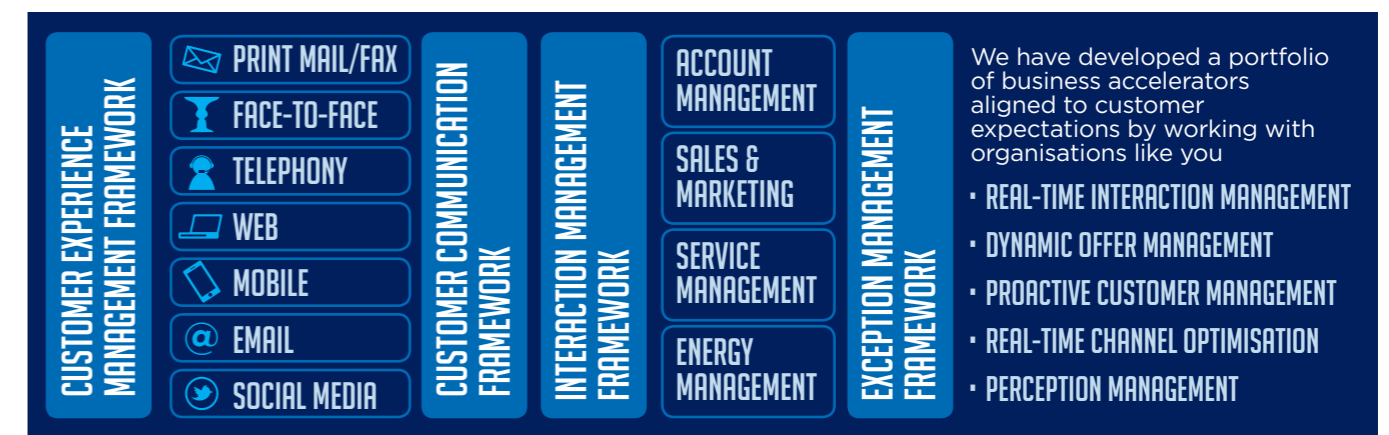 CUSTOMER EXPERIENCE
MANAGEMENT FRAMEWORK
PRINT MAIL/FAX
FACE-TO-FACE
TELEPHONY
WEB
MOBILE
@ EMAIL
SOCIAL MEDIA
CUSTOMER COMMUNICATION
FRAMEWORK
INTERACTION MANAGEMENT
FRAMEWORK
ACCOUNT
MANAGEMENT
SALES &
MARKETING
SERVICE
MANAGEMENT
ENERGY
MANAGEMENT
EXCEPTION MANAGEMENT
FRAMEWORK
We have developed a portfolio
of business accelerators
aligned to customer
expectations by working with
organisations like you
· REAL-TIME INTERACTION MANAGEMENT
· DYNAMIC OFFER MANAGEMENT
· PROACTIVE CUSTOMER MANAGEMENT
· REAL-TIME CHANNEL OPTIMISATION
· PERCEPTION MANAGEMENT